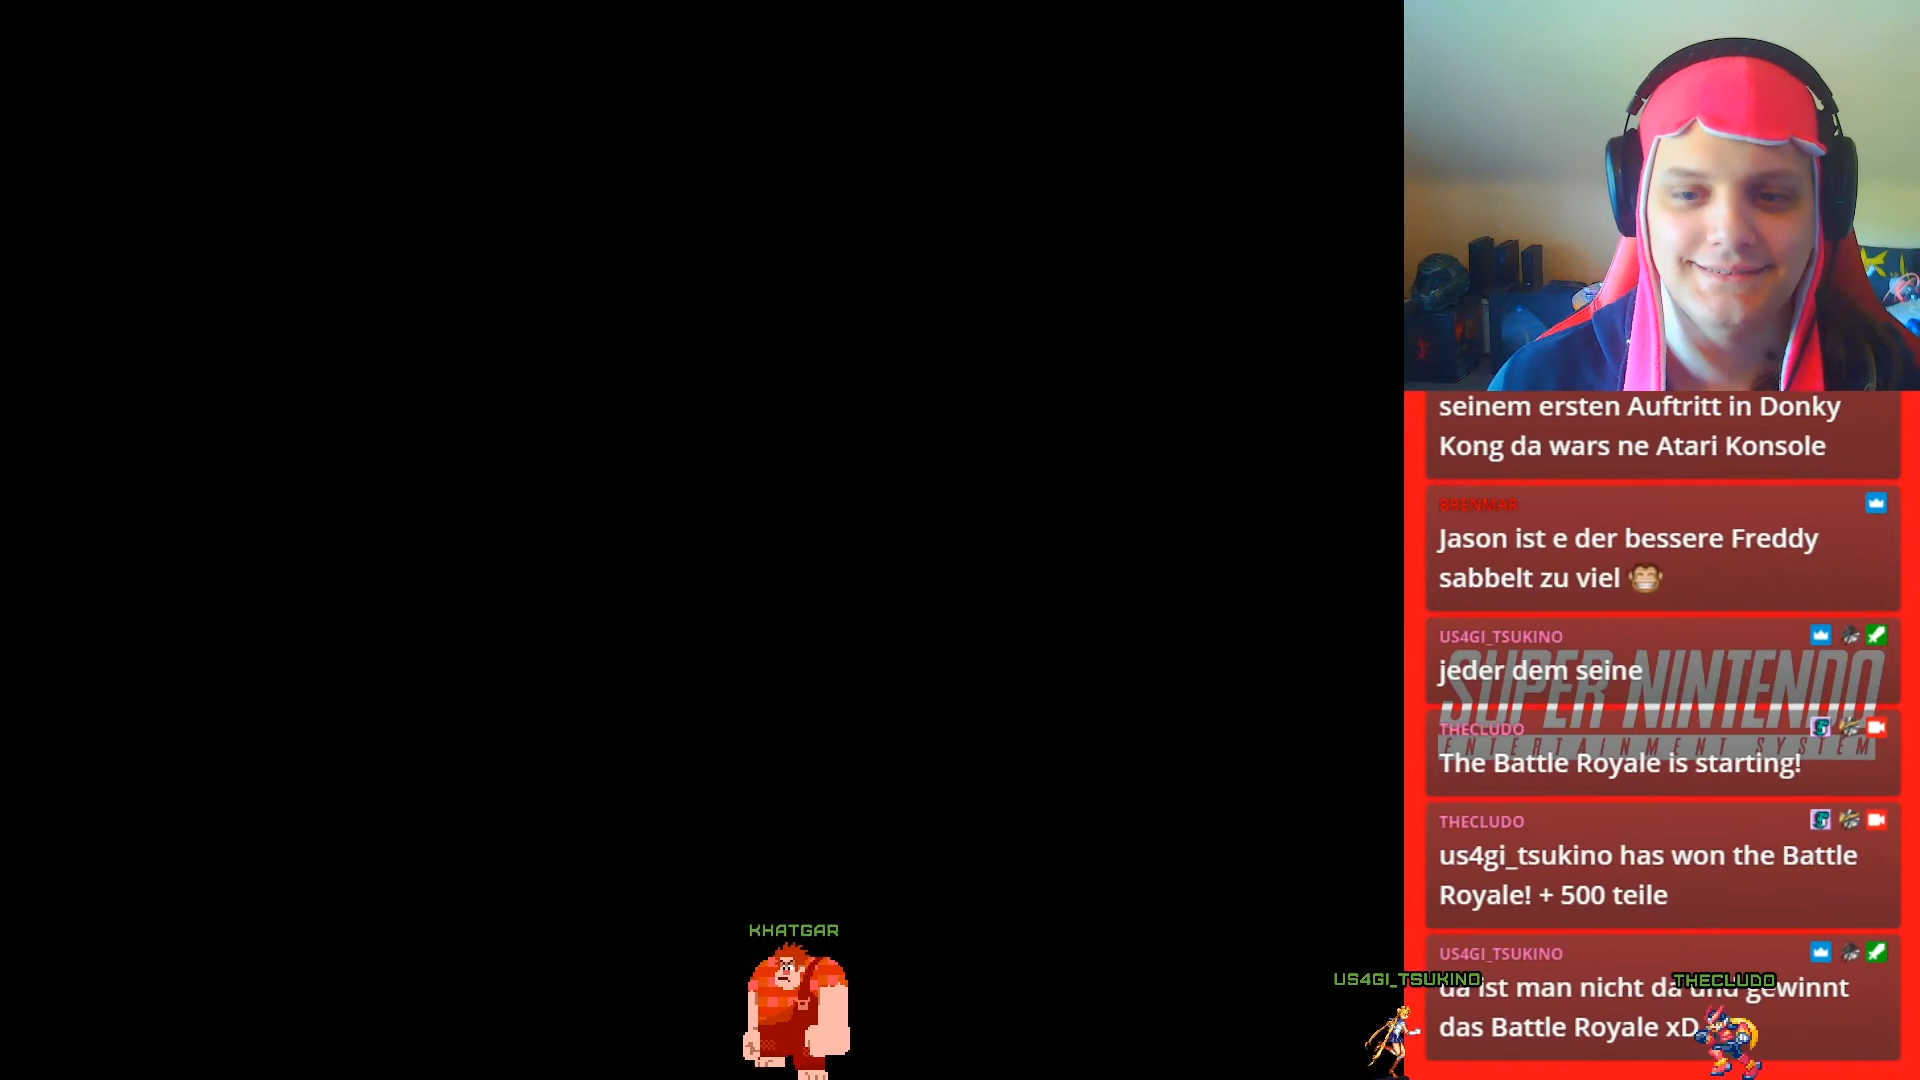 seinem ersten Auftritt in Donky
Kong da wars ne Atari Konsole
BRENMAR
Jason ist e der bessere Freddy
sabbelt zu viel
US4GI_TSUKINO
jeder dem seine
SUPER NINTENDO
ENTERTAINMENT SYSTEM
THECLUDO
The Battle Royale is starting!
THECLUDO
us4gi_tsukino has won the Battle
Royale! + 500 teile
US4GI_TSUKINO
da ist man nicht da und gewinnt
das Battle Royale xD
KHATGAR
US4GI_TSUKINO
THECLUDO